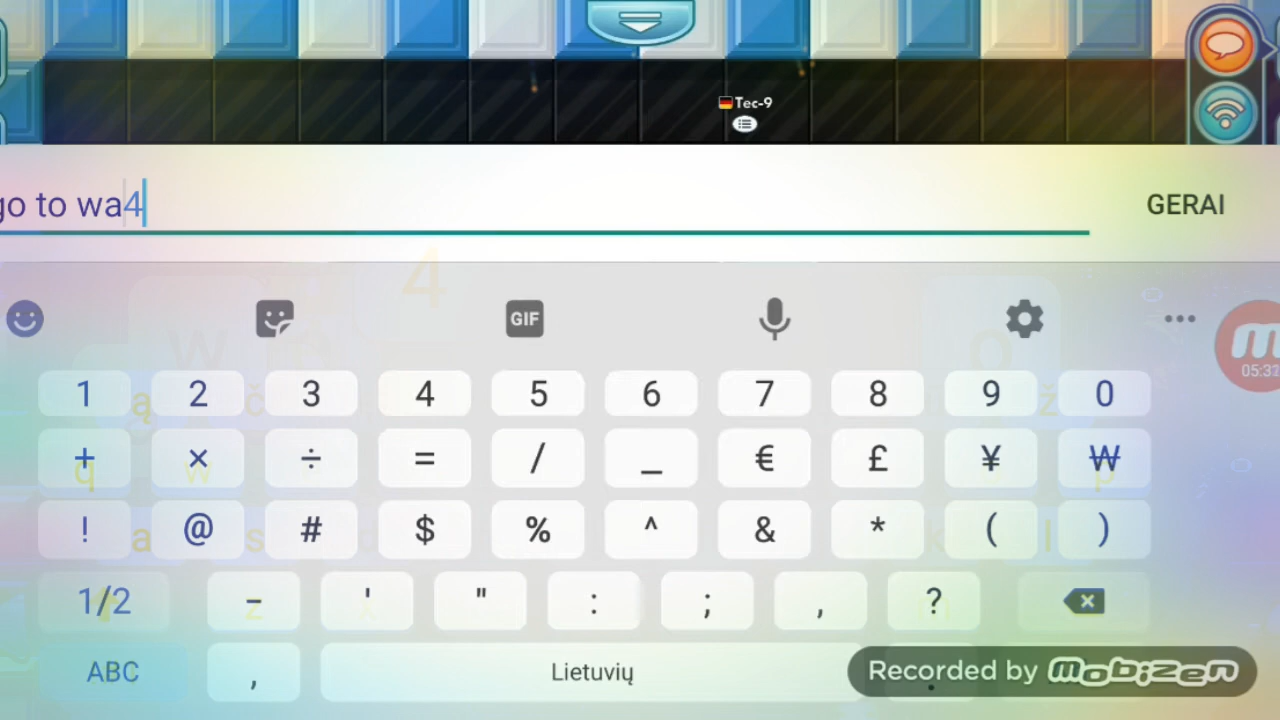 Tec-9
go to wa4
GERAI
GIF
05:32
1 2 3 4 5 6 7 8 9 0
+ × ÷ = / _ € £ ¥ ₩
! @ # $ % ^ & * ( )
1/2 - ' " : ; , ?
ABC , Lietuvių .
Recorded by mobizen